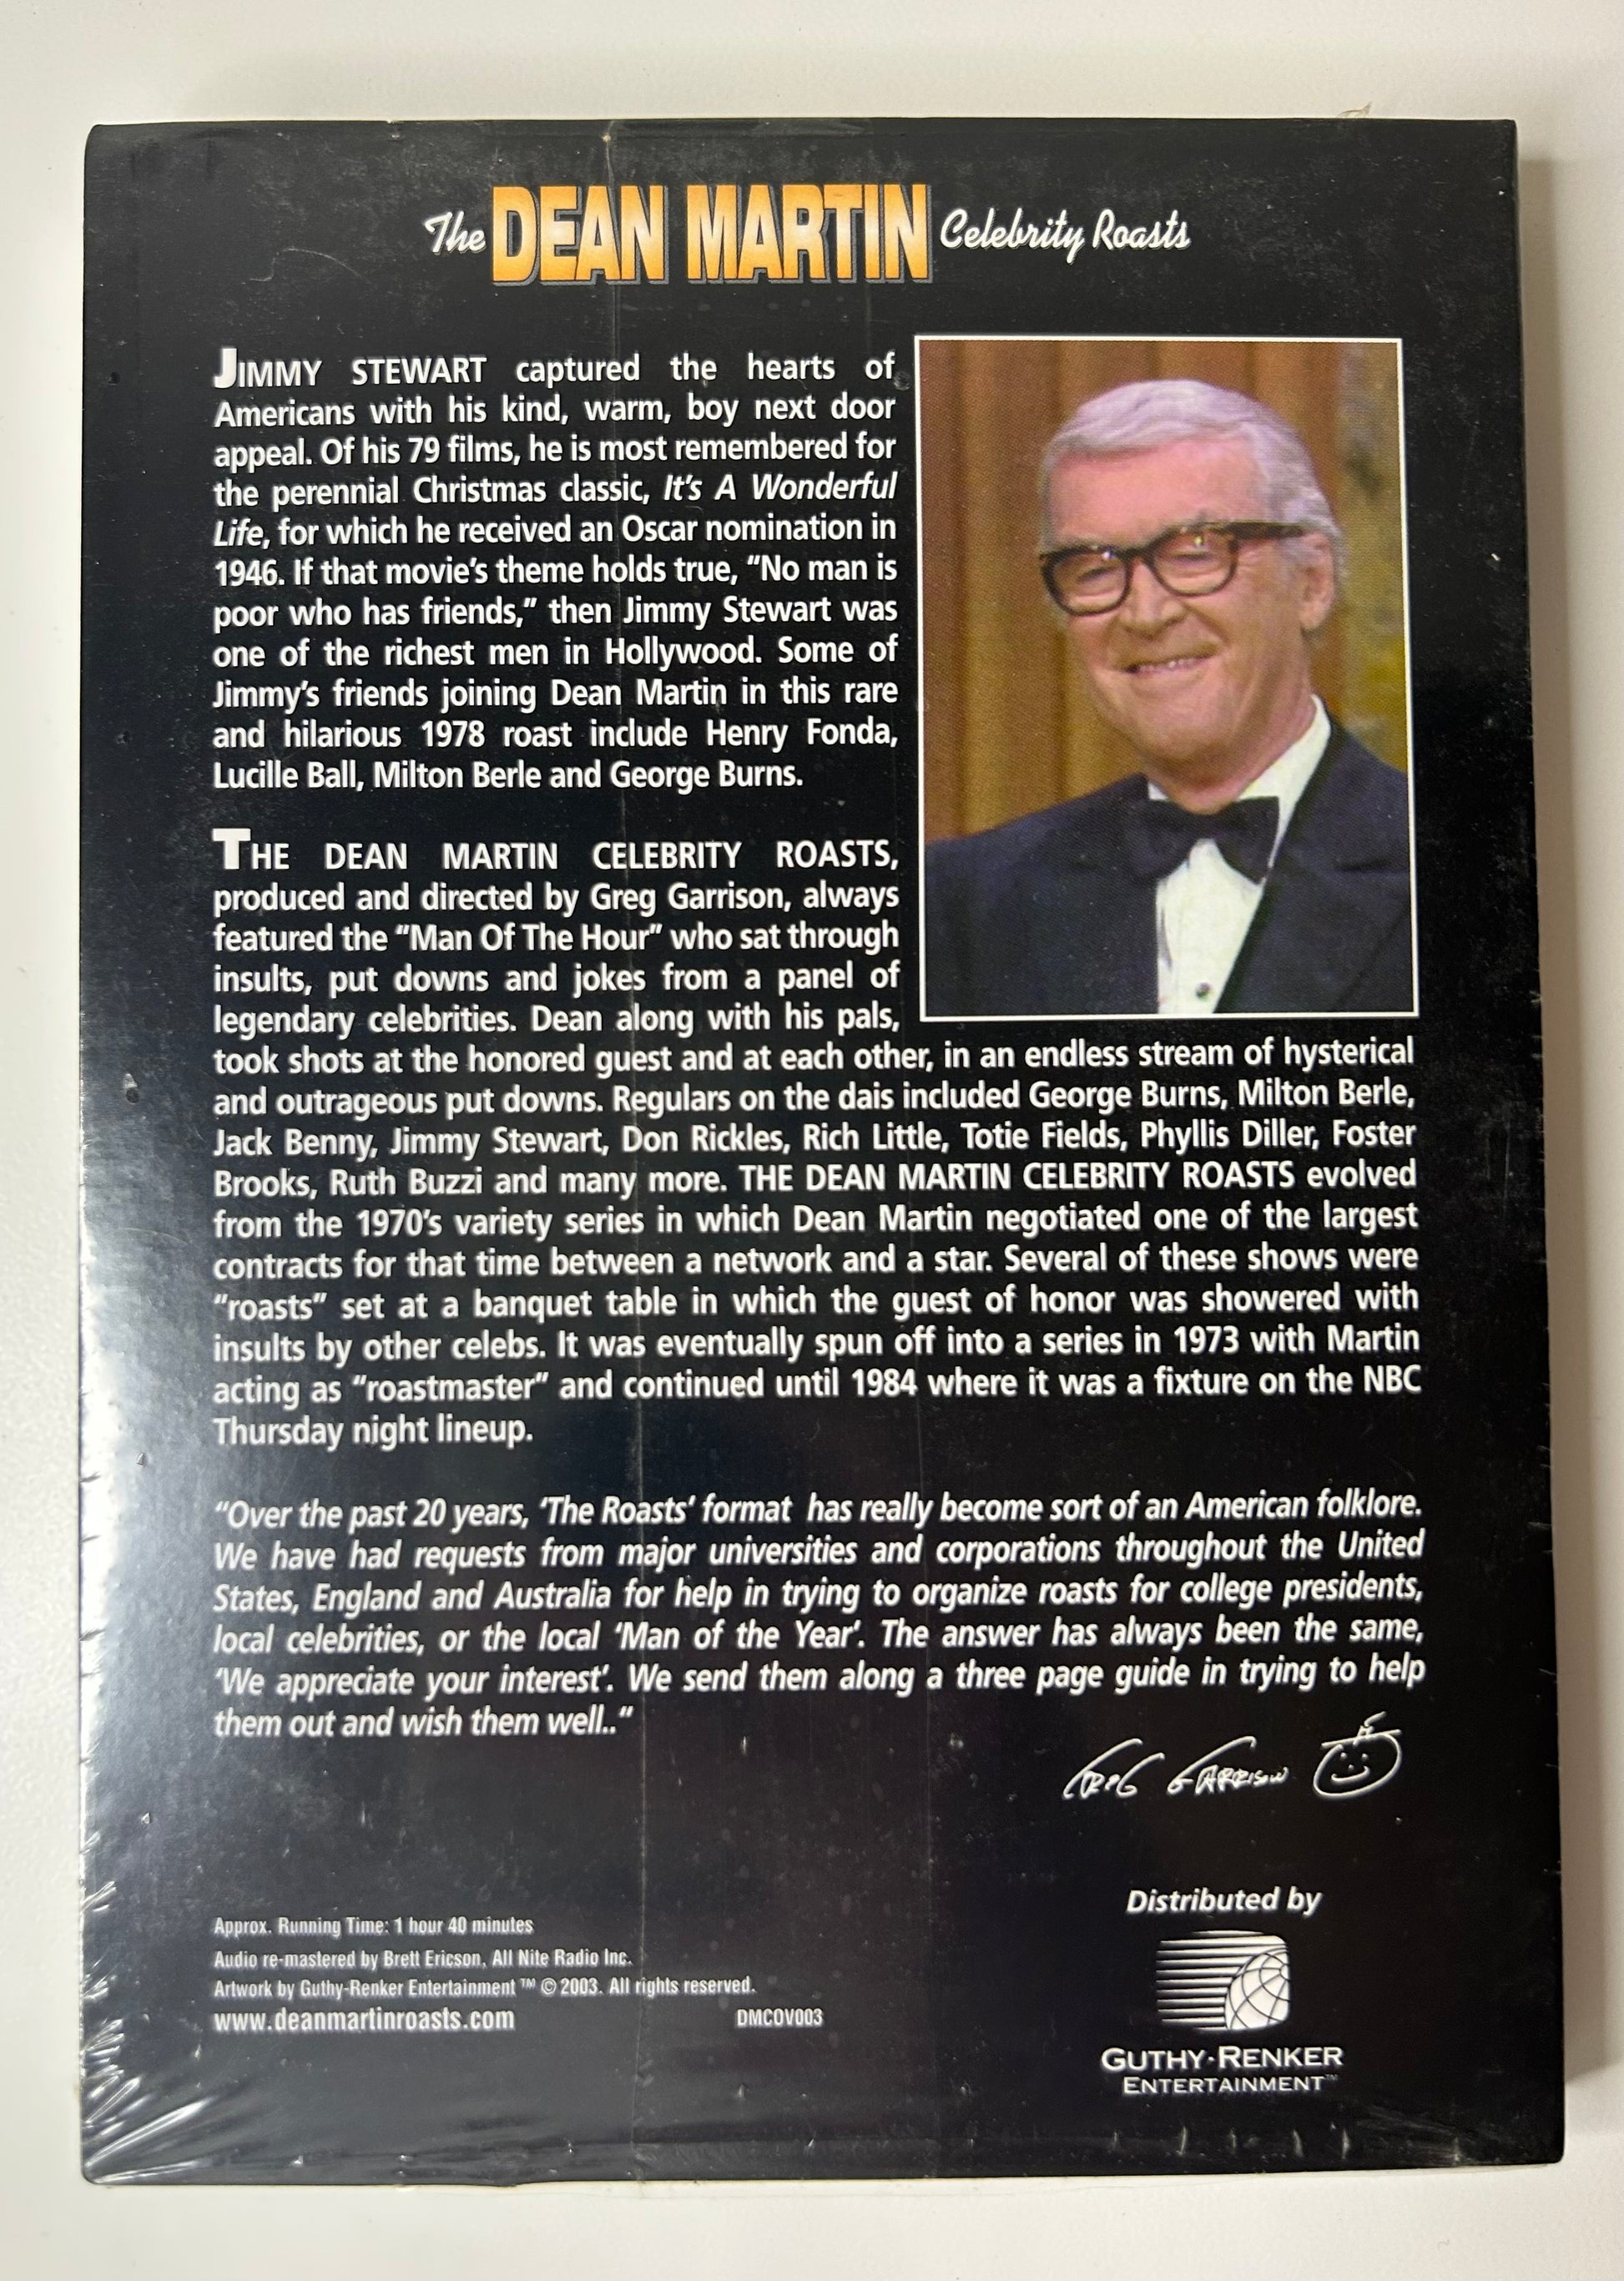 The DEAN MARTIN Celebrity Roasts
JIMMY STEWART captured the hearts of
Americans with his kind, warm, boy next door
appeal. Of his 79 films, he is most remembered for
the perennial Christmas classic, It's A Wonderful
Life, for which he received an Oscar nomination in
1946. If that movie's theme holds true, "No man is
poor who has friends," then Jimmy Stewart was
one of the richest men in Hollywood. Some of
Jimmy's friends joining Dean Martin in this rare
and hilarious 1978 roast include Henry Fonda,
Lucille Ball, Milton Berle and George Burns.
THE DEAN MARTIN CELEBRITY ROASTS,
produced and directed by Greg Garrison, always
featured the "Man Of The Hour" who sat through
insults, put downs and jokes from a panel of
legendary celebrities. Dean along with his pals,
took shots at the honored guest and at each other, in an endless stream of hysterical
and outrageous put downs. Regulars on the dais included George Burns, Milton Berle,
Jack Benny, Jimmy Stewart, Don Rickles, Rich Little, Totie Fields, Phyllis Diller, Foster
Brooks, Ruth Buzzi and many more. THE DEAN MARTIN CELEBRITY ROASTS evolved
from the 1970's variety series in which Dean Martin negotiated one of the largest
contracts for that time between a network and a star. Several of these shows were
"roasts" set at a banquet table in which the guest of honor was showered with
insults by other celebs. It was eventually spun off into a series in 1973 with Martin
acting as "roastmaster" and continued until 1984 where it was a fixture on the NBC
Thursday night lineup.
"Over the past 20 years, 'The Roasts' format has really become sort of an American folklore.
We have had requests from major universities and corporations throughout the United
States, England and Australia for help in trying to organize roasts for college presidents,
local celebrities, or the local 'Man of the Year'. The answer has always been the same,
'We appreciate your interest'. We send them along a three page guide in trying to help
them out and wish them well.."
Greg Garrison
Approx. Running Time: 1 hour 40 minutes
Audio re-mastered by Brett Ericson, All Nite Radio Inc.
Artwork by Guthy-Renker Entertainment ™ © 2003. All rights reserved.
www.deanmartinroasts.com DMCOV003
Distributed by
GUTHY-RENKER
ENTERTAINMENT™